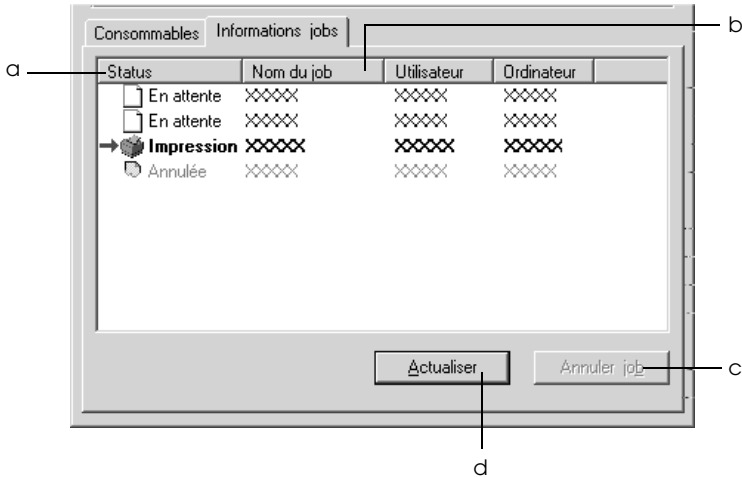 Consommables Informations jobs
b
a
Status Nom du job Utilisateur Ordinateur
En attente XXXXX XXXXX XXXXX
En attente XXXXX XXXXX XXXXX
Impression XXXXX XXXXX XXXXX
Annulée XXXXX XXXXX XXXXX
Actualiser Annuler job
c
d